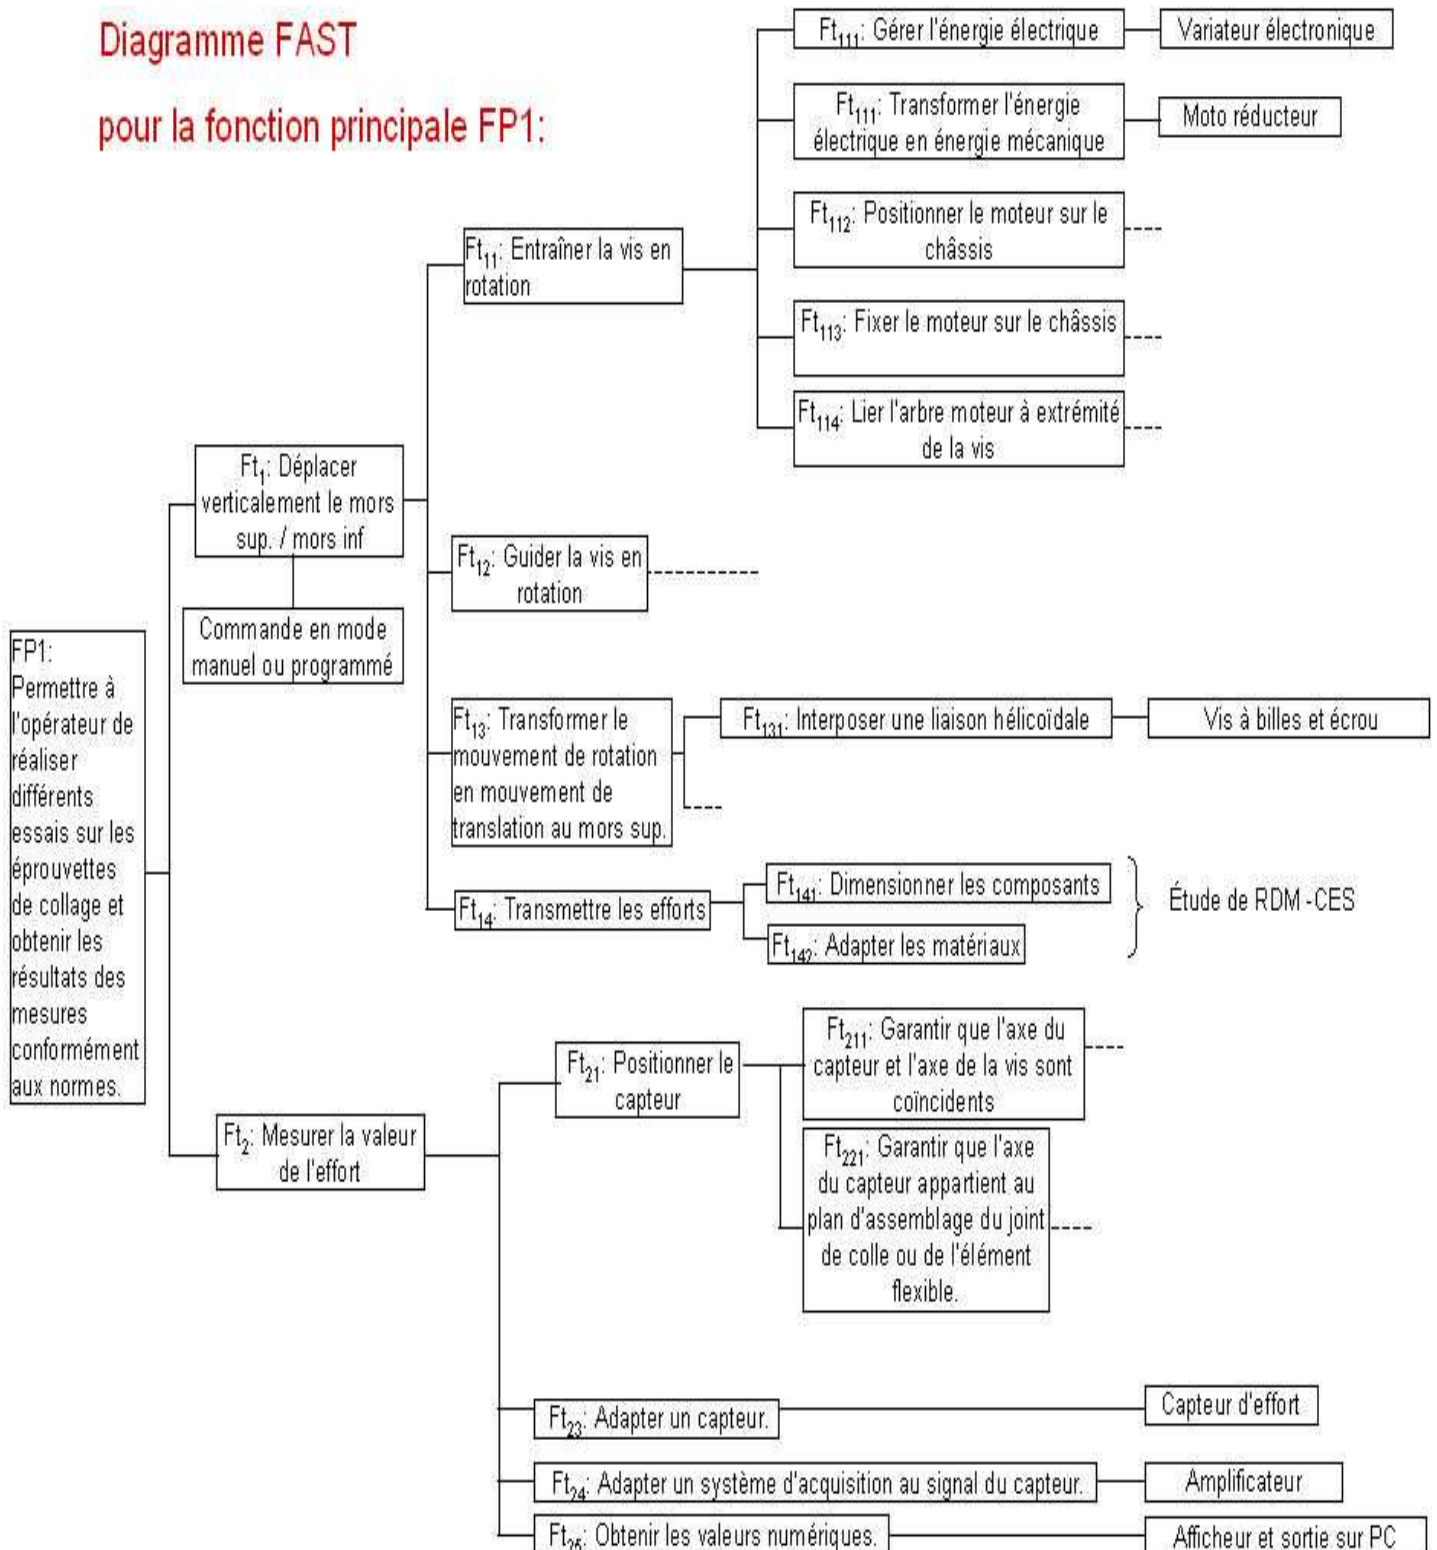 Diagramme FAST
pour la fonction principale FP1:
Ft111: Gérer l'énergie électrique
Variateur électronique
Ft111: Transformer l'énergie
électrique en énergie mécanique
Moto réducteur
Ft112: Positionner le moteur sur le
châssis
Ft113: Fixer le moteur sur le châssis
Ft114: Lier l'arbre moteur à extrémité
de la vis
Ft11: Entraîner la vis en
rotation
Ft1: Déplacer
verticalement le mors
sup. / mors inf
Commande en mode
manuel ou programmé
Ft12: Guider la vis en
rotation
FP1:
Permettre à
l'opérateur de
réaliser
différents
essais sur les
éprouvettes
de collage et
obtenir les
résultats des
mesures
conformément
aux normes.
Ft13: Transformer le
mouvement de rotation
en mouvement de
translation au mors sup.
Ft131: Interposer une liaison hélicoïdale
Vis à billes et écrou
Ft14: Transmettre les efforts
Ft141: Dimensionner les composants
Ft142: Adapter les matériaux
Étude de RDM -CES
Ft2: Mesurer la valeur
de l'effort
Ft21: Positionner le
capteur
Ft211: Garantir que l'axe du
capteur et l'axe de la vis sont
coïncidents
Ft221: Garantir que l'axe
du capteur appartient au
plan d'assemblage du joint
de colle ou de l'élément
flexible.
Ft23: Adapter un capteur.
Capteur d'effort
Ft24: Adapter un système d'acquisition au signal du capteur.
Amplificateur
Ft25: Obtenir les valeurs numériques.
Afficheur et sortie sur PC